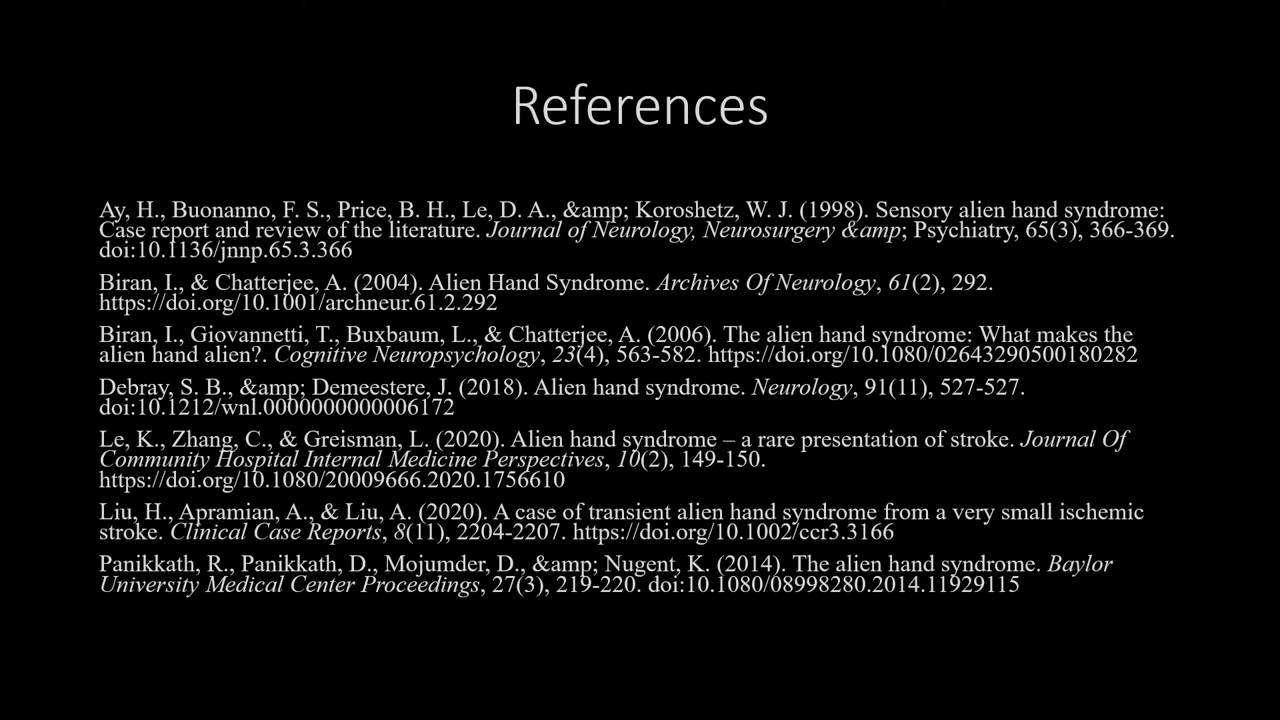 References
Ay, H., Buonanno, F. S., Price, B. H., Le, D. A., &amp; Koroshetz, W. J. (1998). Sensory alien hand syndrome:
Case report and review of the literature. Journal of Neurology, Neurosurgery &amp; Psychiatry, 65(3), 366-369.
doi:10.1136/jnnp.65.3.366
Biran, I., & Chatterjee, A. (2004). Alien Hand Syndrome. Archives Of Neurology, 61(2), 292.
https://doi.org/10.1001/archneur.61.2.292
Biran, I., Giovannetti, T., Buxbaum, L., & Chatterjee, A. (2006). The alien hand syndrome: What makes the
alien hand alien?. Cognitive Neuropsychology, 23(4), 563-582. https://doi.org/10.1080/02643290500180282
Debray, S. B., &amp; Demeestere, J. (2018). Alien hand syndrome. Neurology, 91(11), 527-527.
doi:10.1212/wnl.0000000000006172
Le, K., Zhang, C., & Greisman, L. (2020). Alien hand syndrome – a rare presentation of stroke. Journal Of
Community Hospital Internal Medicine Perspectives, 10(2), 149-150.
https://doi.org/10.1080/20009666.2020.1756610
Liu, H., Apramian, A., & Liu, A. (2020). A case of transient alien hand syndrome from a very small ischemic
stroke. Clinical Case Reports, 8(11), 2204-2207. https://doi.org/10.1002/ccr3.3166
Panikkath, R., Panikkath, D., Mojumder, D., &amp; Nugent, K. (2014). The alien hand syndrome. Baylor
University Medical Center Proceedings, 27(3), 219-220. doi:10.1080/08998280.2014.11929115